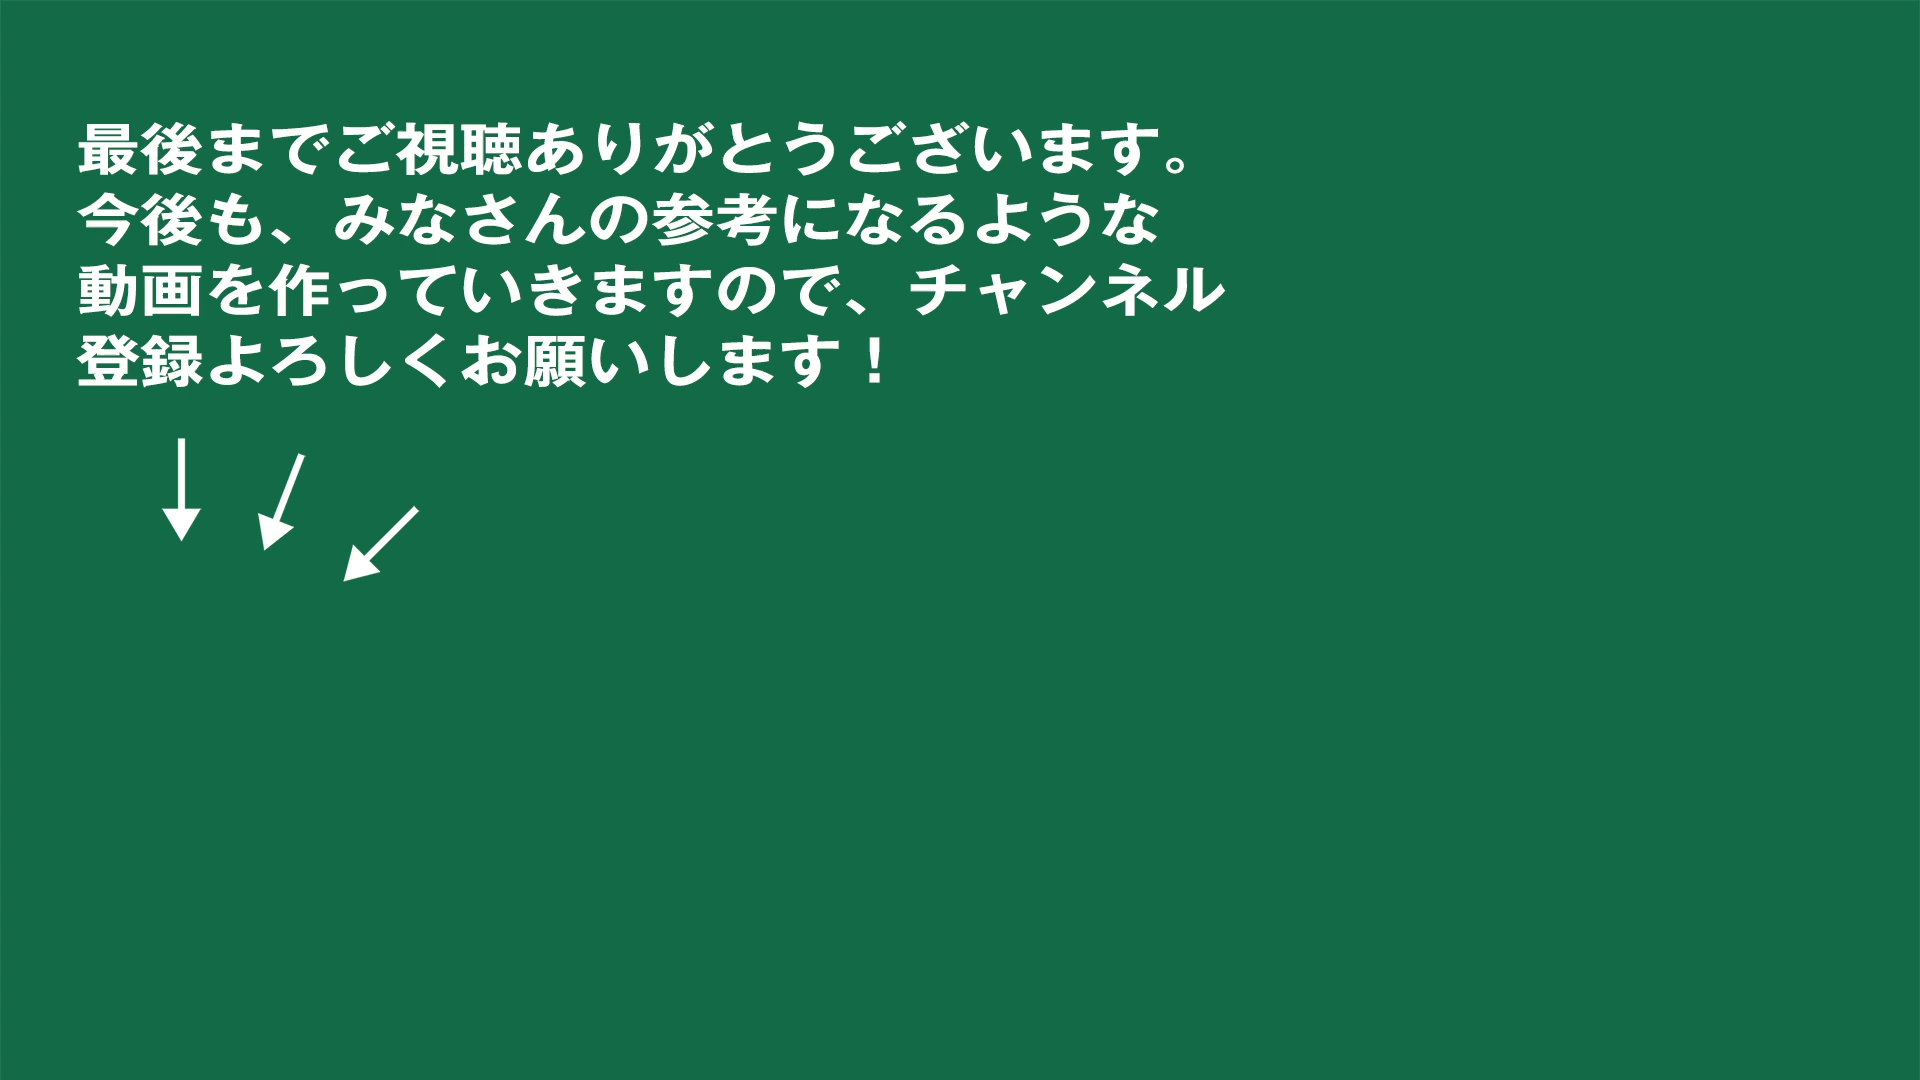 最後までご視聴ありがとうございます。
今後も、みなさんの参考になるような
動画を作っていきますので、チャンネル
登録よろしくお願いします！